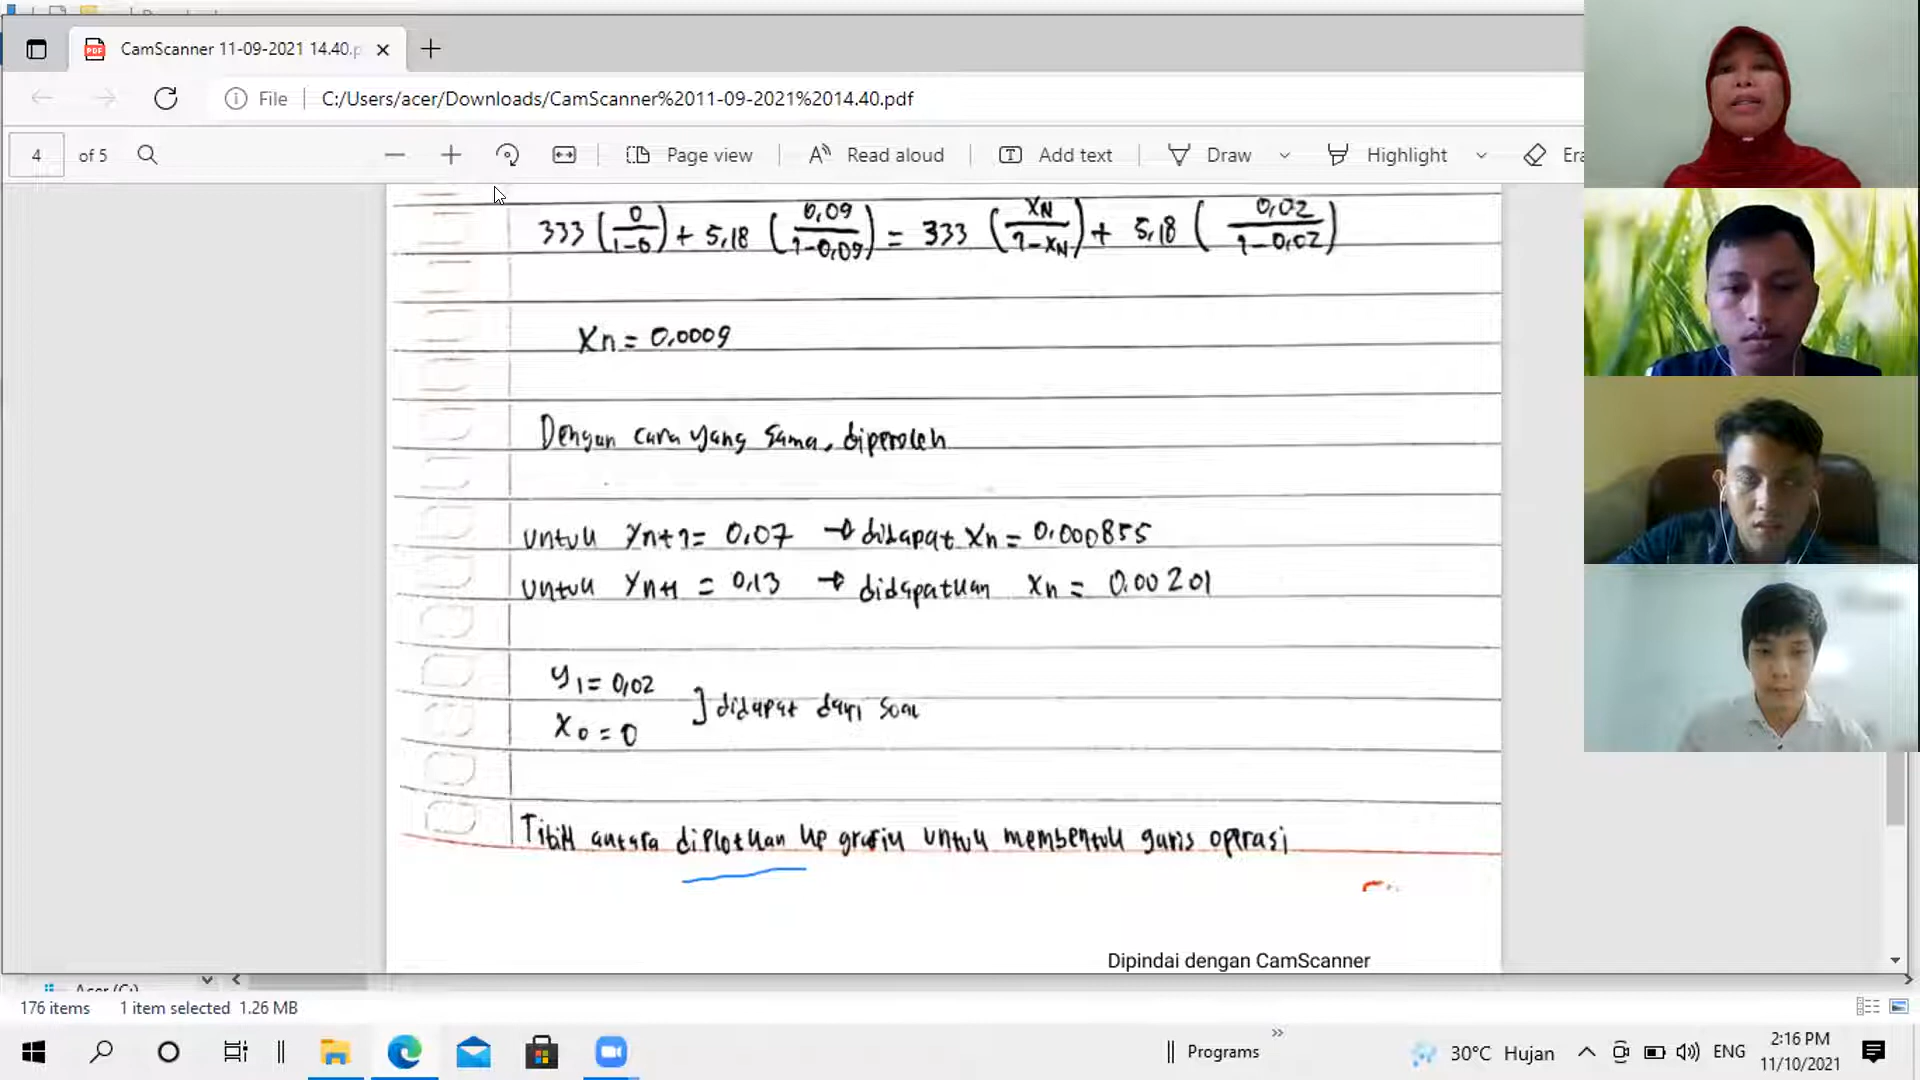 CamScanner 11-09-2021 14.40.p
File
C:/Users/acer/Downloads/CamScanner%2011-09-2021%2014.40.pdf
4 of 5
Page view
Read aloud
Add text
Draw
Highlight
Era
333 (0/1-0) + 5,18 (0,09/1-0,09) = 333 (XN/1-XN) + 5,18 (0,02/1-0,02)
Xn = 0,0009
Dengan cara yang sama, diperoleh
untuk Yn+1 = 0,07 → didapat Xn = 0,000855
untuk Yn+1 = 0,13 → didapatkan Xn = 0,00201
y1 = 0,02
X0 = 0
] didapat dari soal
Titik antara diplotkan ke grafik untuk membentuk garis operasi
Dipindai dengan CamScanner
Acer (C:)
176 items 1 item selected 1.26 MB
Programs
30°C Hujan
ENG
2:16 PM
11/10/2021